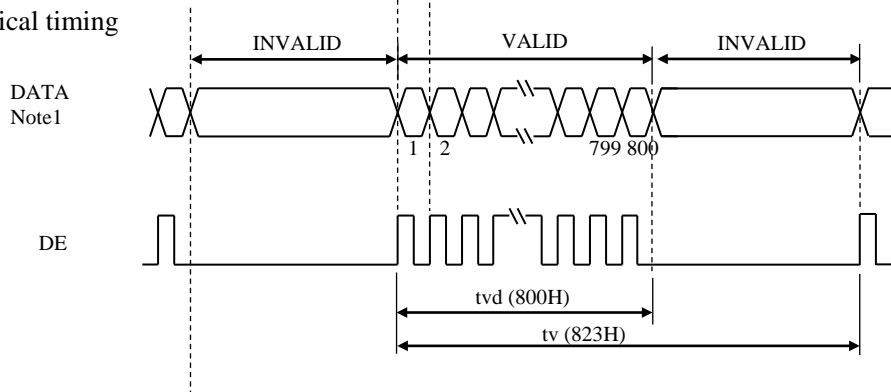 ical timing
INVALID VALID INVALID
DATA
Note1
1 2 799 800
DE
tvd (800H)
tv (823H)